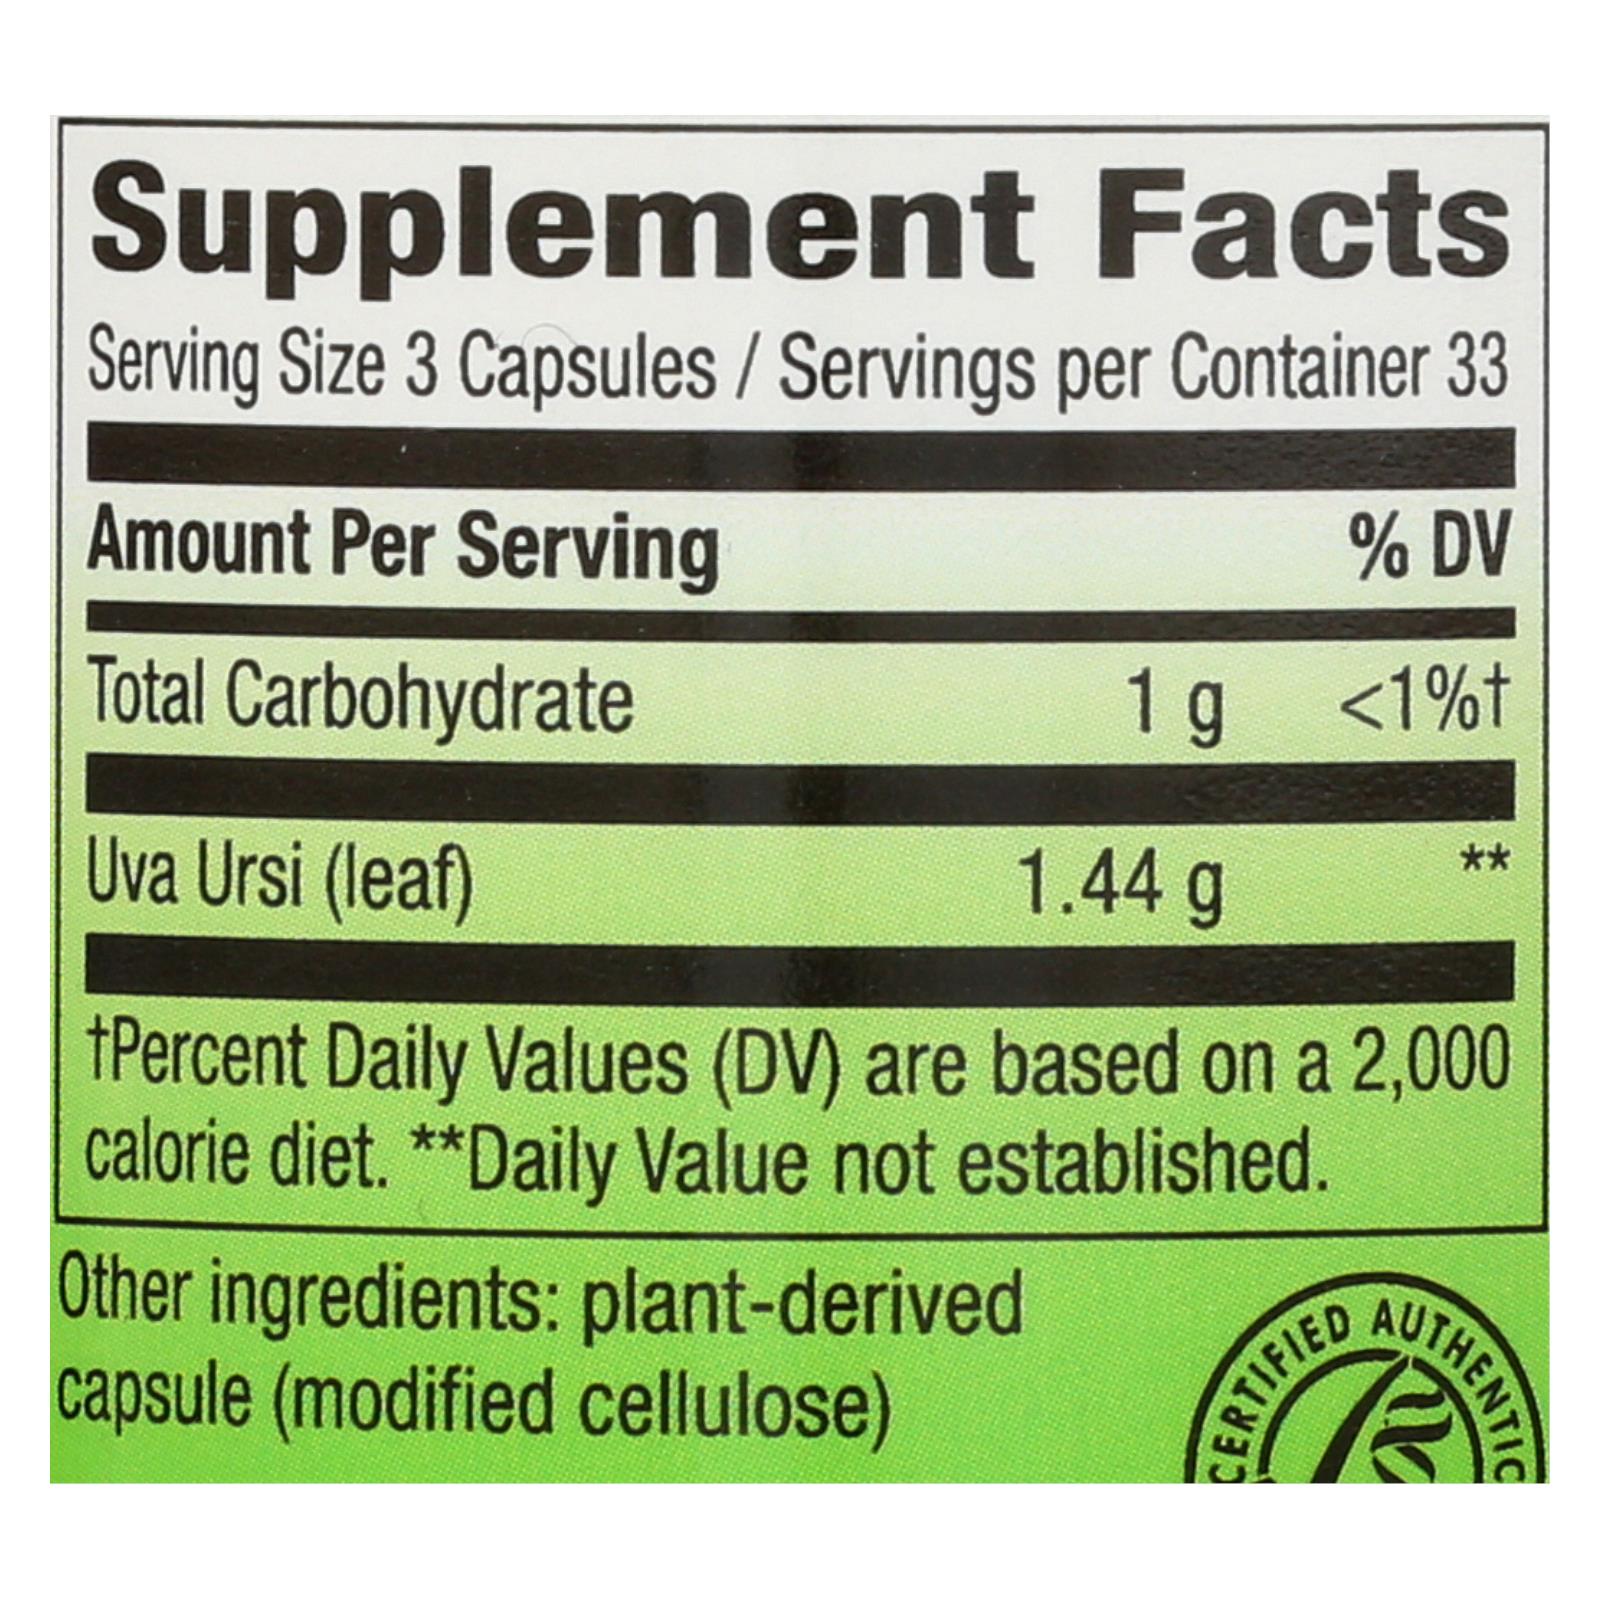 Supplement Facts
Serving Size 3 Capsules / Servings per Container 33
Amount Per Serving % DV
Total Carbohydrate 1 g <1%†
Uva Ursi (leaf) 1.44 g **
†Percent Daily Values (DV) are based on a 2,000
calorie diet. **Daily Value not established.
Other ingredients: plant-derived
capsule (modified cellulose)
CERTIFIED AUTHENTIC